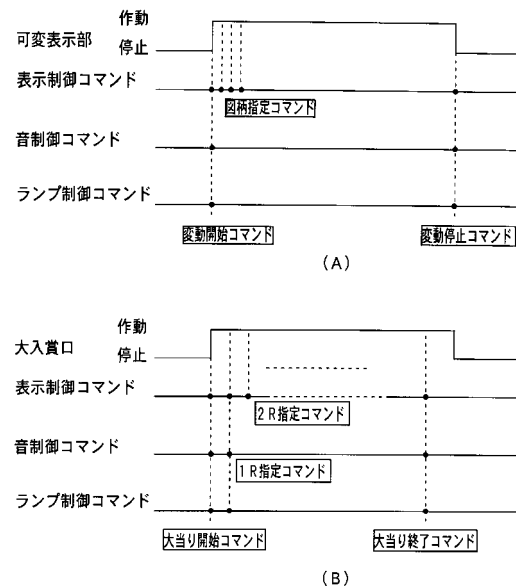 作動
可変表示部
停止
表示制御コマンド
図柄指定コマンド
音制御コマンド
ランプ制御コマンド
変動開始コマンド
変動停止コマンド
(A)
作動
大入賞口
停止
表示制御コマンド
2R指定コマンド
音制御コマンド
1R指定コマンド
ランプ制御コマンド
大当り開始コマンド
大当り終了コマンド
(B)